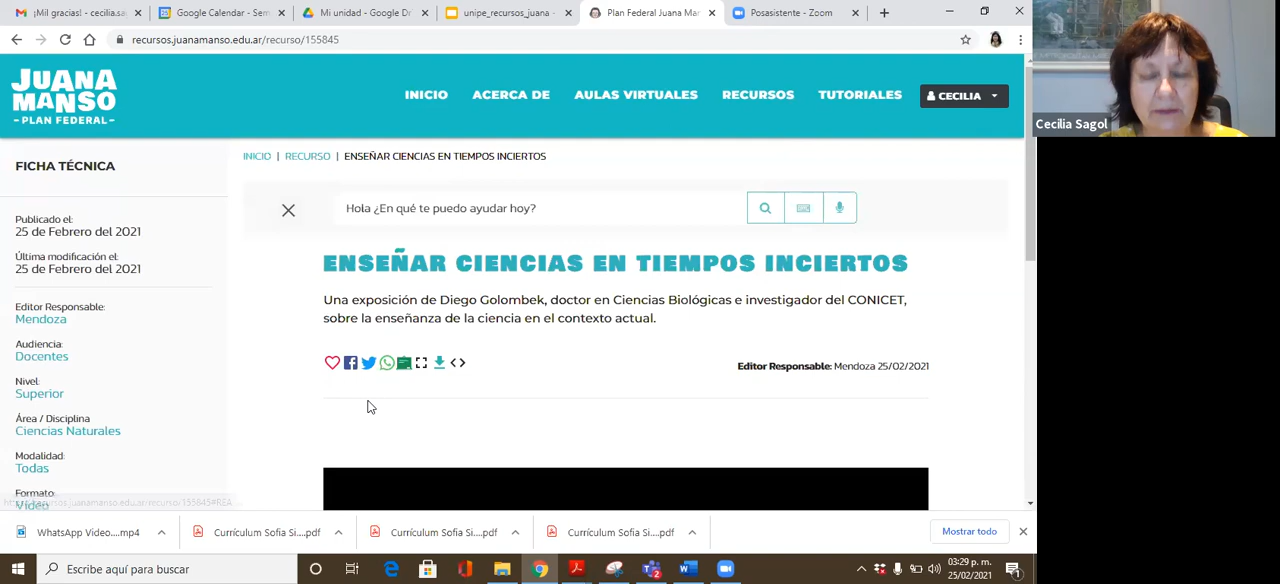 ¡Mil gracias! - cecilia.sa
Google Calendar - Sem
Mi unidad - Google Dr
unipe_recursos_juana -
Plan Federal Juana Ma
Posasistente - Zoom
recursos.juanamanso.edu.ar/recurso/155845
JUANA
MANSO
- PLAN FEDERAL -
INICIO
ACERCA DE
AULAS VIRTUALES
RECURSOS
TUTORIALES
CECILIA
Cecilia Sagol
FICHA TÉCNICA
Publicado el:
25 de Febrero del 2021
Última modificación el:
25 de Febrero del 2021
Editor Responsable:
Mendoza
Audiencia:
Docentes
Nivel:
Superior
Área / Disciplina
Ciencias Naturales
Modalidad:
Todas
Formato:
Video
INICIO | RECURSO | ENSEÑAR CIENCIAS EN TIEMPOS INCIERTOS
Hola ¿En qué te puedo ayudar hoy?
ENSEÑAR CIENCIAS EN TIEMPOS INCIERTOS
Una exposición de Diego Golombek, doctor en Ciencias Biológicas e investigador del CONICET,
sobre la enseñanza de la ciencia en el contexto actual.
Editor Responsable: Mendoza 25/02/2021
WhatsApp Video....mp4
Currículum Sofia Si....pdf
Currículum Sofia Si....pdf
Currículum Sofia Si....pdf
Mostrar todo
Escribe aquí para buscar
03:29 p. m.
25/02/2021